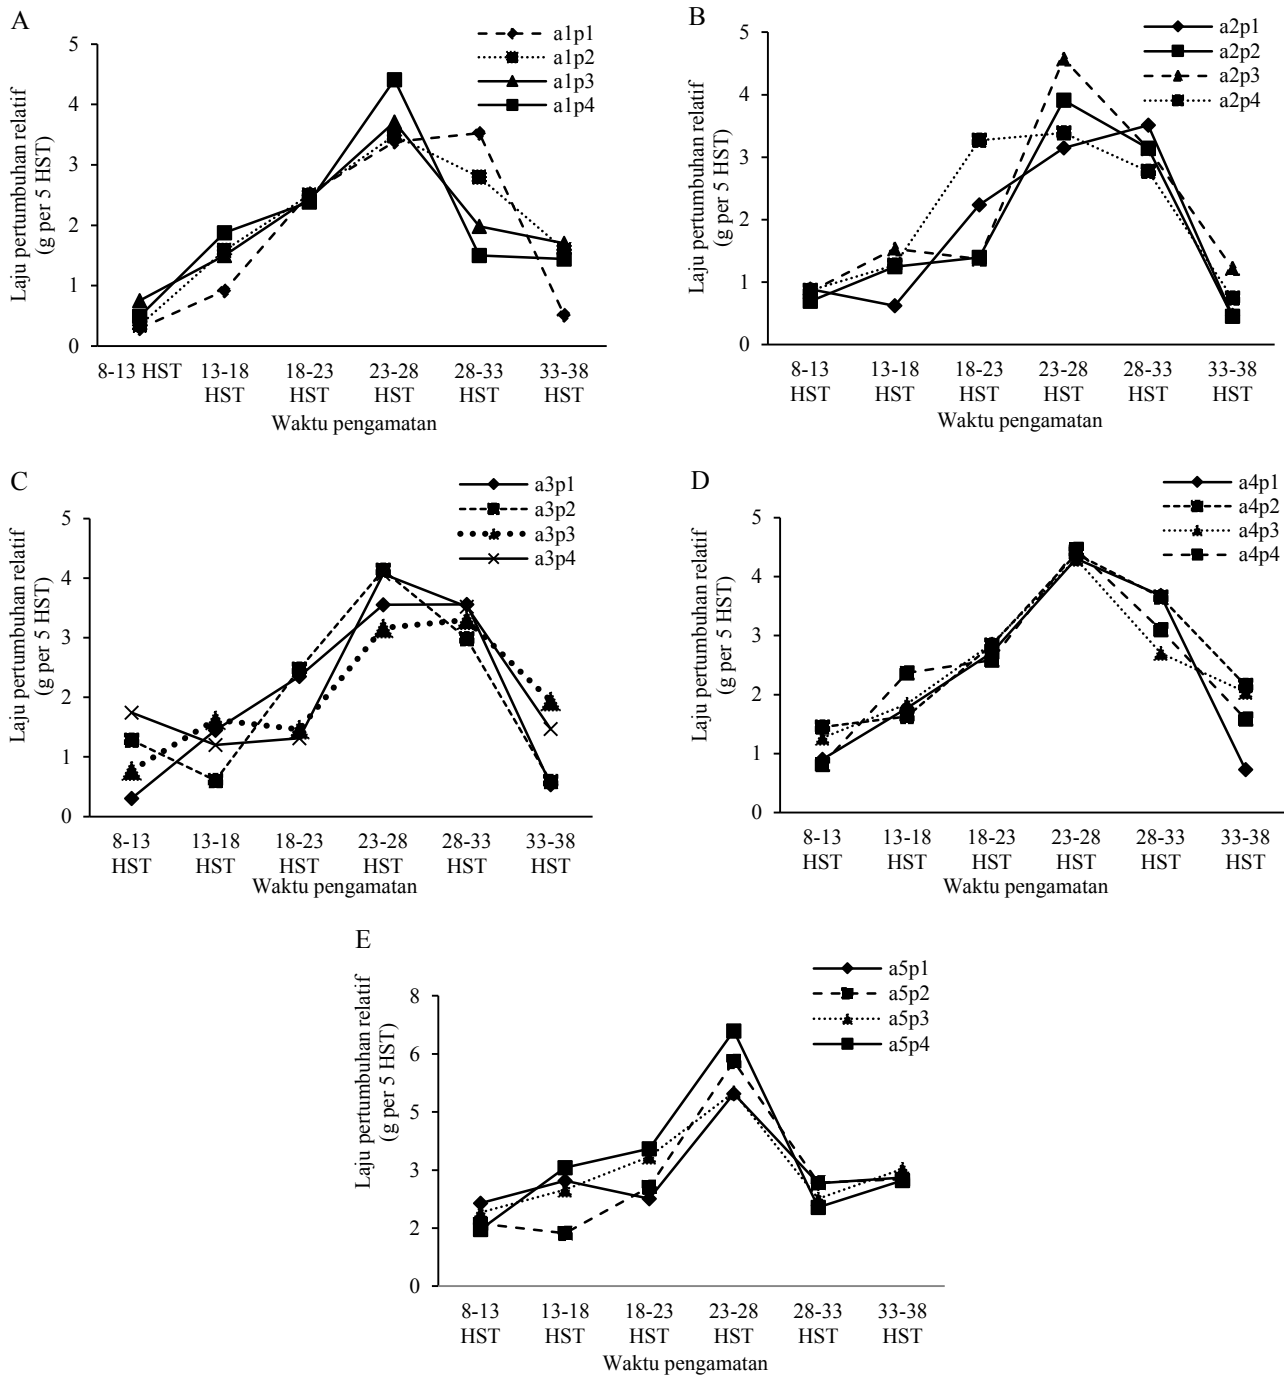 A
a1p1
a1p2
a1p3
a1p4
Laju pertumbuhan relatif
(g per 5 HST)
5
4
3
2
1
0
8-13 HST
13-18
HST
18-23
HST
23-28
HST
28-33
HST
33-38
HST
Waktu pengamatan
B
a2p1
a2p2
a2p3
a2p4
Laju pertumbuhan relatif
(g per 5 HST)
5
4
3
2
1
0
8-13
HST
13-18
HST
18-23
HST
23-28
HST
28-33
HST
33-38
HST
Waktu pengamatan
C
a3p1
a3p2
a3p3
a3p4
Laju pertumbuhan relatif
(g per 5 HST)
5
4
3
2
1
0
8-13
HST
13-18
HST
18-23
HST
23-28
HST
28-33
HST
33-38
HST
Waktu pengamatan
D
a4p1
a4p2
a4p3
a4p4
Laju pertumbuhan relatif
(g per 5 HST)
5
4
3
2
1
0
8-13
HST
13-18
HST
18-23
HST
23-28
HST
28-33
HST
33-38
HST
Waktu pengamatan
E
a5p1
a5p2
a5p3
a5p4
Laju pertumbuhan relatif
(g per 5 HST)
8
6
5
3
2
0
8-13
HST
13-18
HST
18-23
HST
23-28
HST
28-33
HST
33-38
HST
Waktu pengamatan